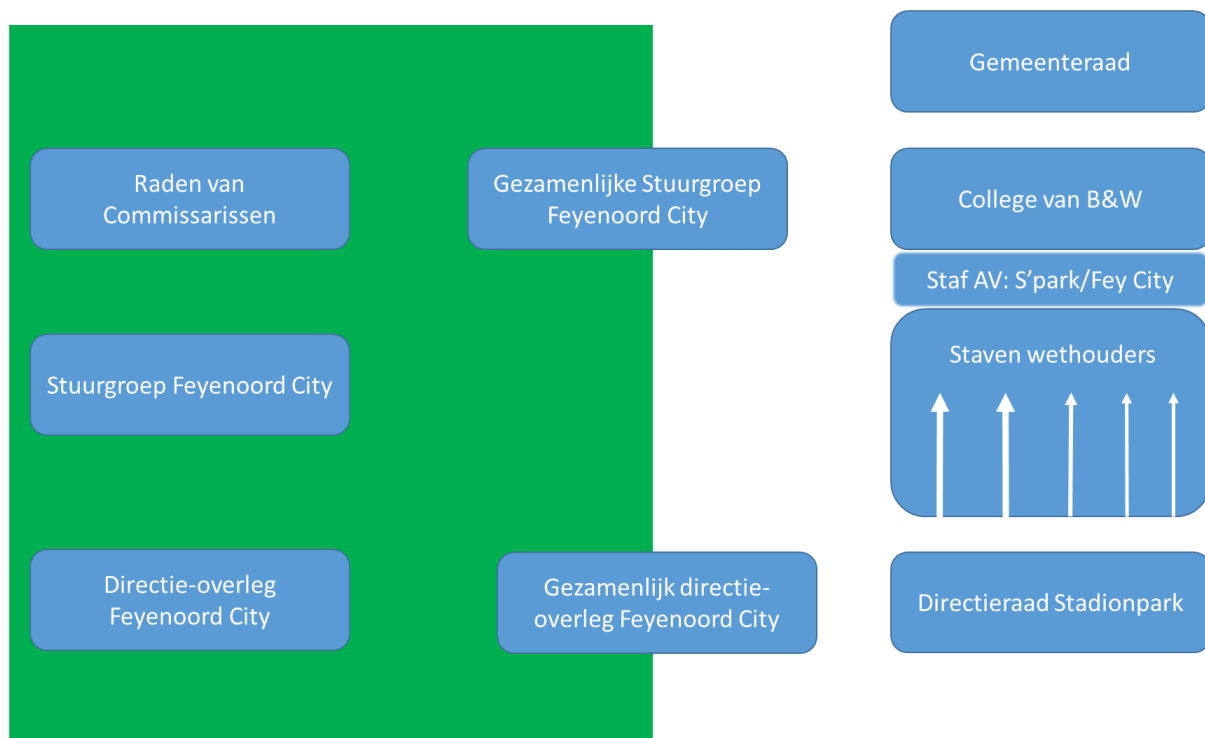 Gemeenteraad
Raden van
Commissarissen
Gezamenlijke Stuurgroep
Feyenoord City
College van B&W
Staf AV: S’park/Fey City
Stuurgroep Feyenoord City
Staven wethouders
Directie-overleg
Feyenoord City
Gezamenlijk directie-
overleg Feyenoord City
Directieraad Stadionpark